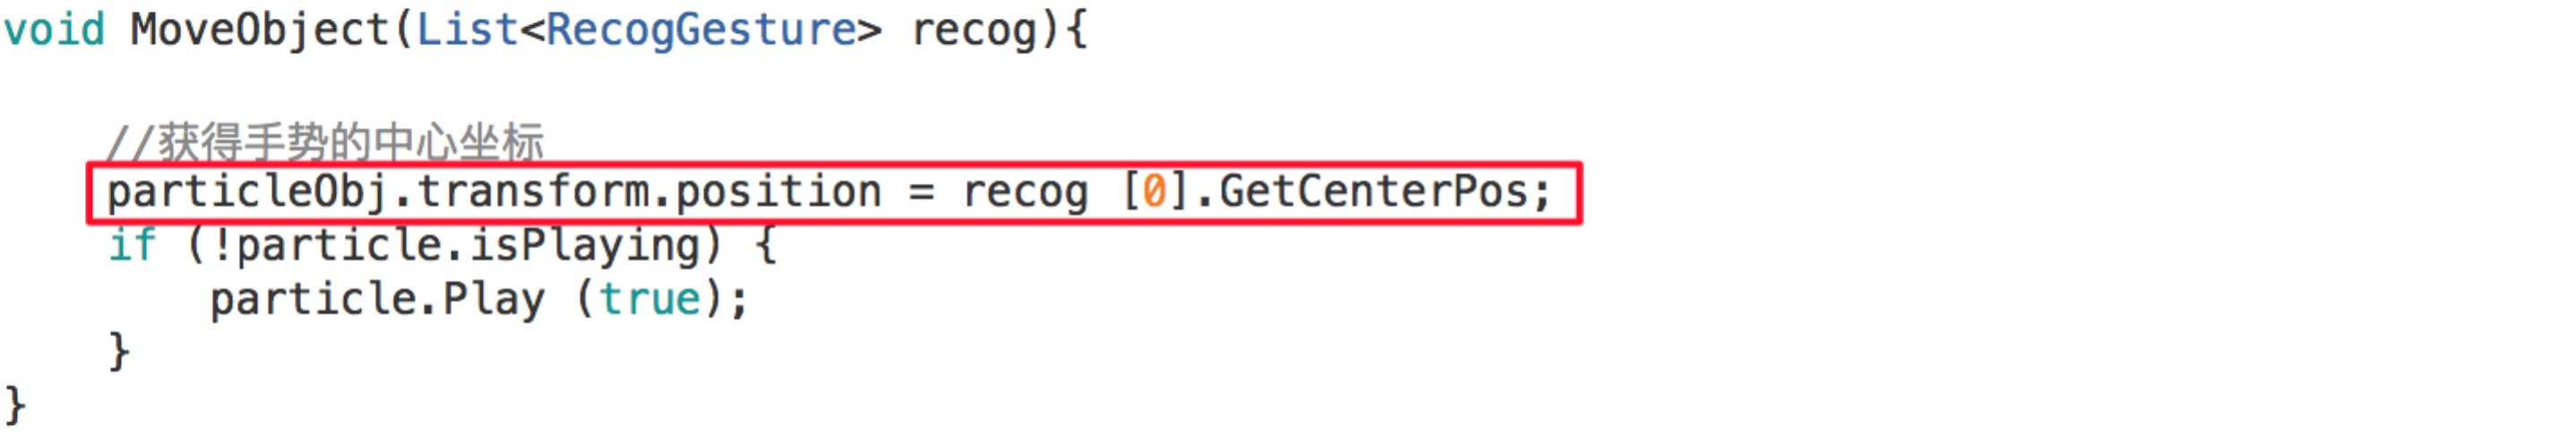 void MoveObject(List<RecogGesture> recog){
//获得手势的中心坐标
particleObj.transform.position = recog [0].GetCenterPos;
if (!particle.isPlaying) {
particle.Play (true);
}
}